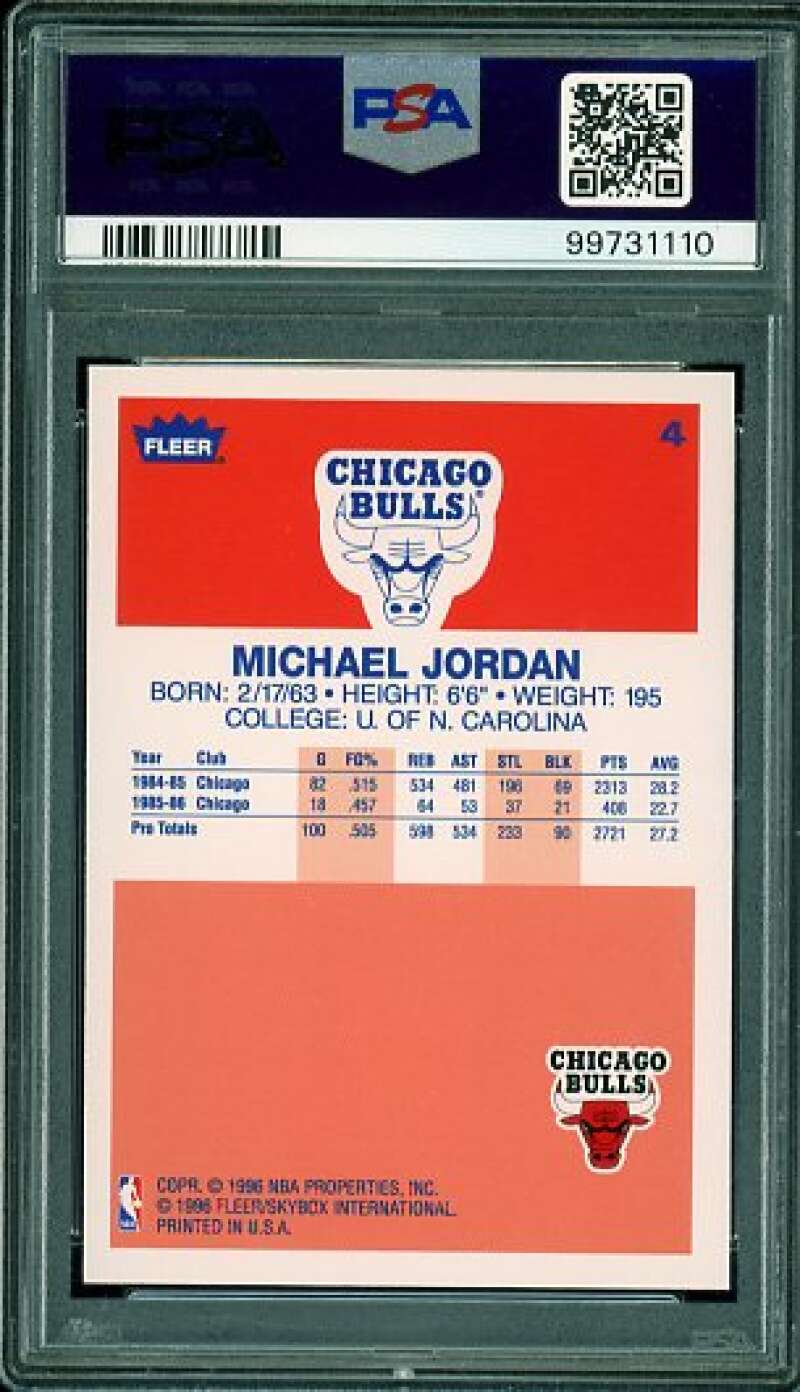 PSA
PSA
99731110
FLEER
4
CHICAGO
BULLS®
MICHAEL JORDAN
BORN: 2/17/63 • HEIGHT: 6'6" • WEIGHT: 195
COLLEGE: U. OF N. CAROLINA
Year Club G FG% REB AST STL BLK PTS AVG
1984-85 Chicago 82 .515 534 481 196 69 2313 28.2
1985-86 Chicago 18 .457 64 53 37 21 408 22.7
Pro Totals 100 .505 598 534 233 90 2721 27.2
CHICAGO
BULLS
COPR. © 1996 NBA PROPERTIES, INC.
© 1996 FLEER/SKYBOX INTERNATIONAL.
PRINTED IN U.S.A.